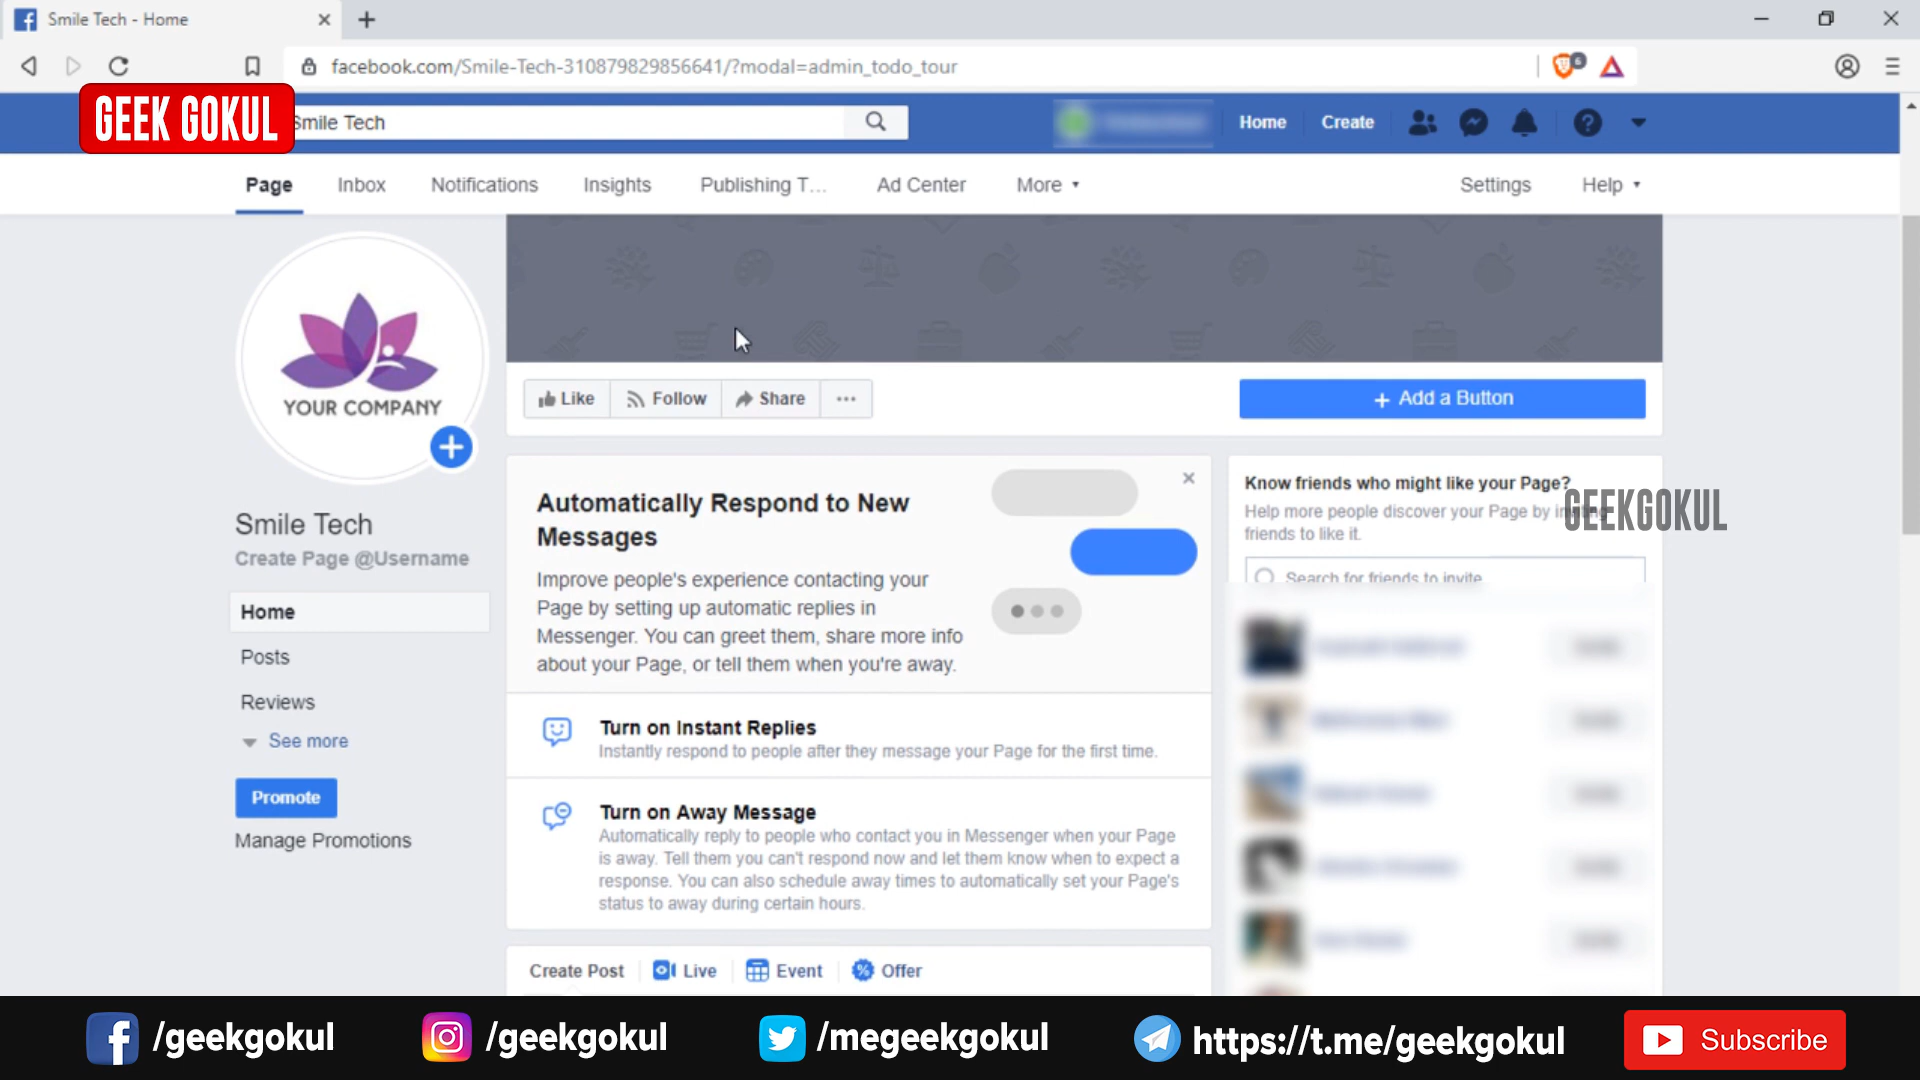 Smile Tech - Home
facebook.com/Smile-Tech-310879829856641/?modal=admin_todo_tour
6
GEEK GOKUL
Smile Tech
Home
Create
Page
Inbox
Notifications
Insights
Publishing T...
Ad Center
More
Settings
Help
YOUR COMPANY
Like
Follow
Share
+ Add a Button
Smile Tech
Create Page @Username
Home
Posts
Reviews
See more
Promote
Manage Promotions
Automatically Respond to New
Messages
Improve people's experience contacting your
Page by setting up automatic replies in
Messenger. You can greet them, share more info
about your Page, or tell them when you're away.
Turn on Instant Replies
Instantly respond to people after they message your Page for the first time.
Turn on Away Message
Automatically reply to people who contact you in Messenger when your Page
is away. Tell them you can't respond now and let them know when to expect a
response. You can also schedule away times to automatically set your Page's
status to away during certain hours.
Create Post
Live
Event
Offer
Know friends who might like your Page?
Help more people discover your Page by inviting
friends to like it.
GEEKGOKUL
Search for friends to invite
/geekgokul
/geekgokul
/megeekgokul
https://t.me/geekgokul
Subscribe